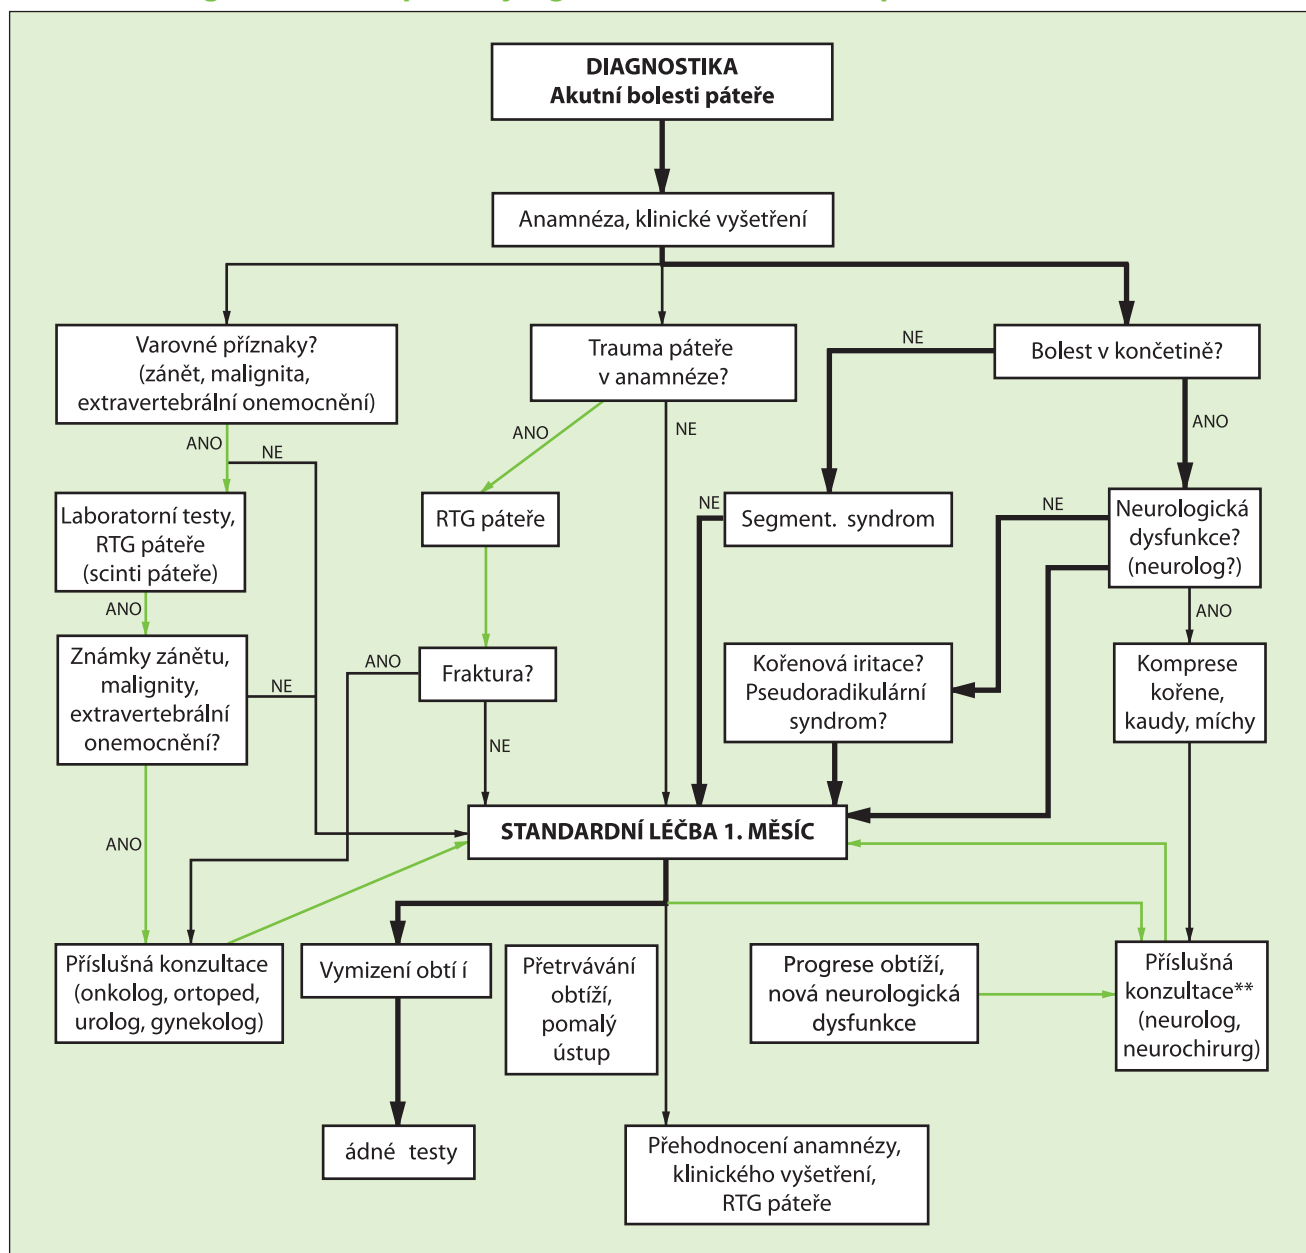 DIAGNOSTIKA
Akutní bolesti páteře
Anamnéza, klinické vyšetření
Varovné příznaky?
(zánět, malignita,
extravertebrální onemocnění)
Trauma páteře
v anamnéze?
NE
Bolest v končetině?
ANO
NE
ANO
NE
ANO
Laboratorní testy,
RTG páteře
(scinti páteře)
RTG páteře
NE
Segment. syndrom
NE
Neurologická
dysfunkce?
(neurolog?)
ANO
ANO
Známky zánětu,
malignity,
extravertebrální
onemocnění?
NE
ANO
Fraktura?
Kořenová iritace?
Pseudoradikulární
syndrom?
Komprese
kořene,
kaudy, míchy
NE
ANO
STANDARDNÍ LÉČBA 1. MĚSÍC
Příslušná konzultace
(onkolog, ortoped,
urolog, gynekolog)
Vymizení obtí í
Přetrvávání
obtíží,
pomalý
ústup
Progrese obtíží,
nová neurologická
dysfunkce
Příslušná
konzultace**
(neurolog,
neurochirurg)
ádné testy
Přehodnocení anamnézy,
klinického vyšetření,
RTG páteře